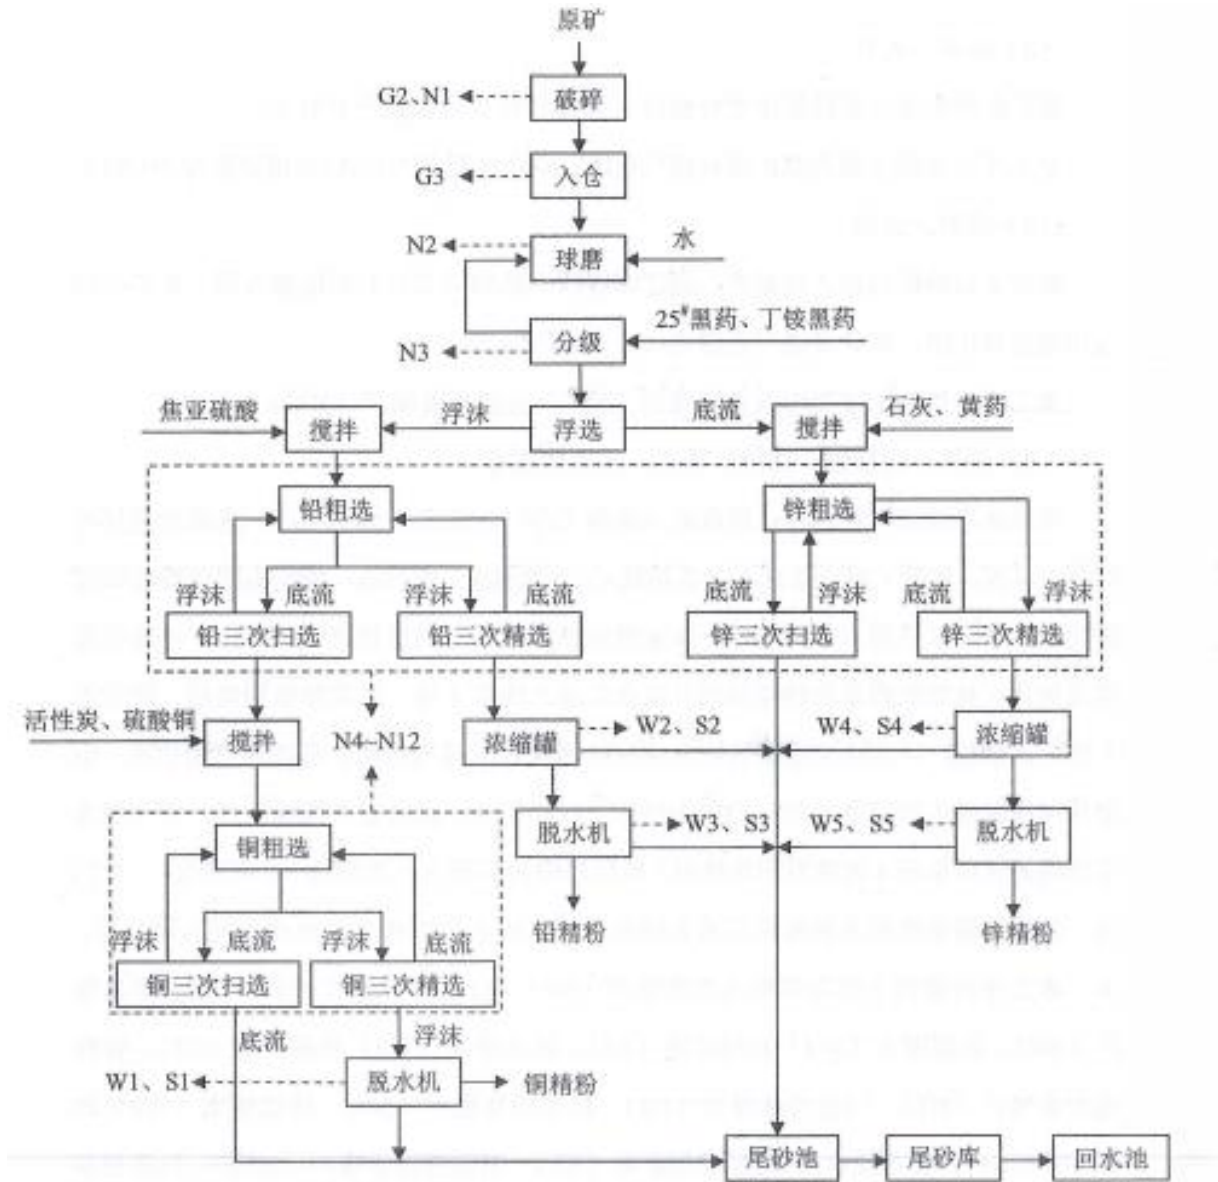 原矿
G2、N1
破碎
G3
入仓
N2
球磨
水
25#黑药、丁铵黑药
N3
分级
焦亚硫酸
搅拌
浮沫
浮选
底流
搅拌
石灰、黄药
铅粗选
锌粗选
浮沫
底流
浮沫
底流
底流
浮沫
底流
浮沫
铅三次扫选
铅三次精选
锌三次扫选
锌三次精选
活性炭、硫酸铜
搅拌
N4~N12
浓缩罐
W2、S2
W4、S4
浓缩罐
铜粗选
脱水机
W3、S3
W5、S5
脱水机
铅精粉
锌精粉
浮沫
底流
浮沫
底流
铜三次扫选
铜三次精选
底流
浮沫
W1、S1
脱水机
铜精粉
尾砂池
尾砂库
回水池